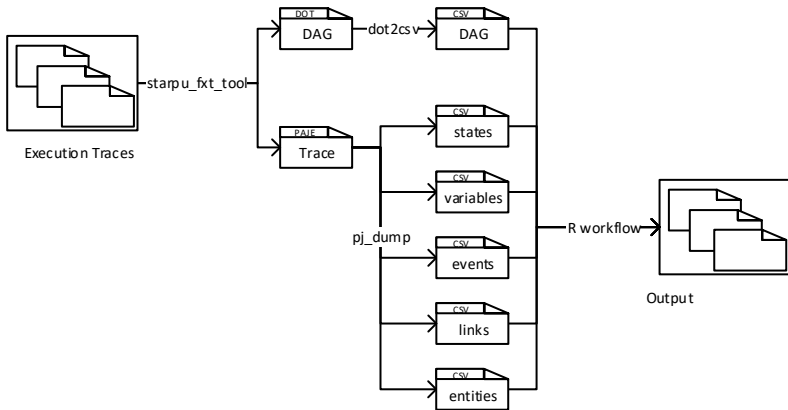 DOT
DAG
dot2csv
CSV
DAG
starpu_fxt_tool
Execution Traces
PAJE
Trace
pj_dump
CSV
states
CSV
variables
CSV
events
CSV
links
CSV
entities
R workflow
Output